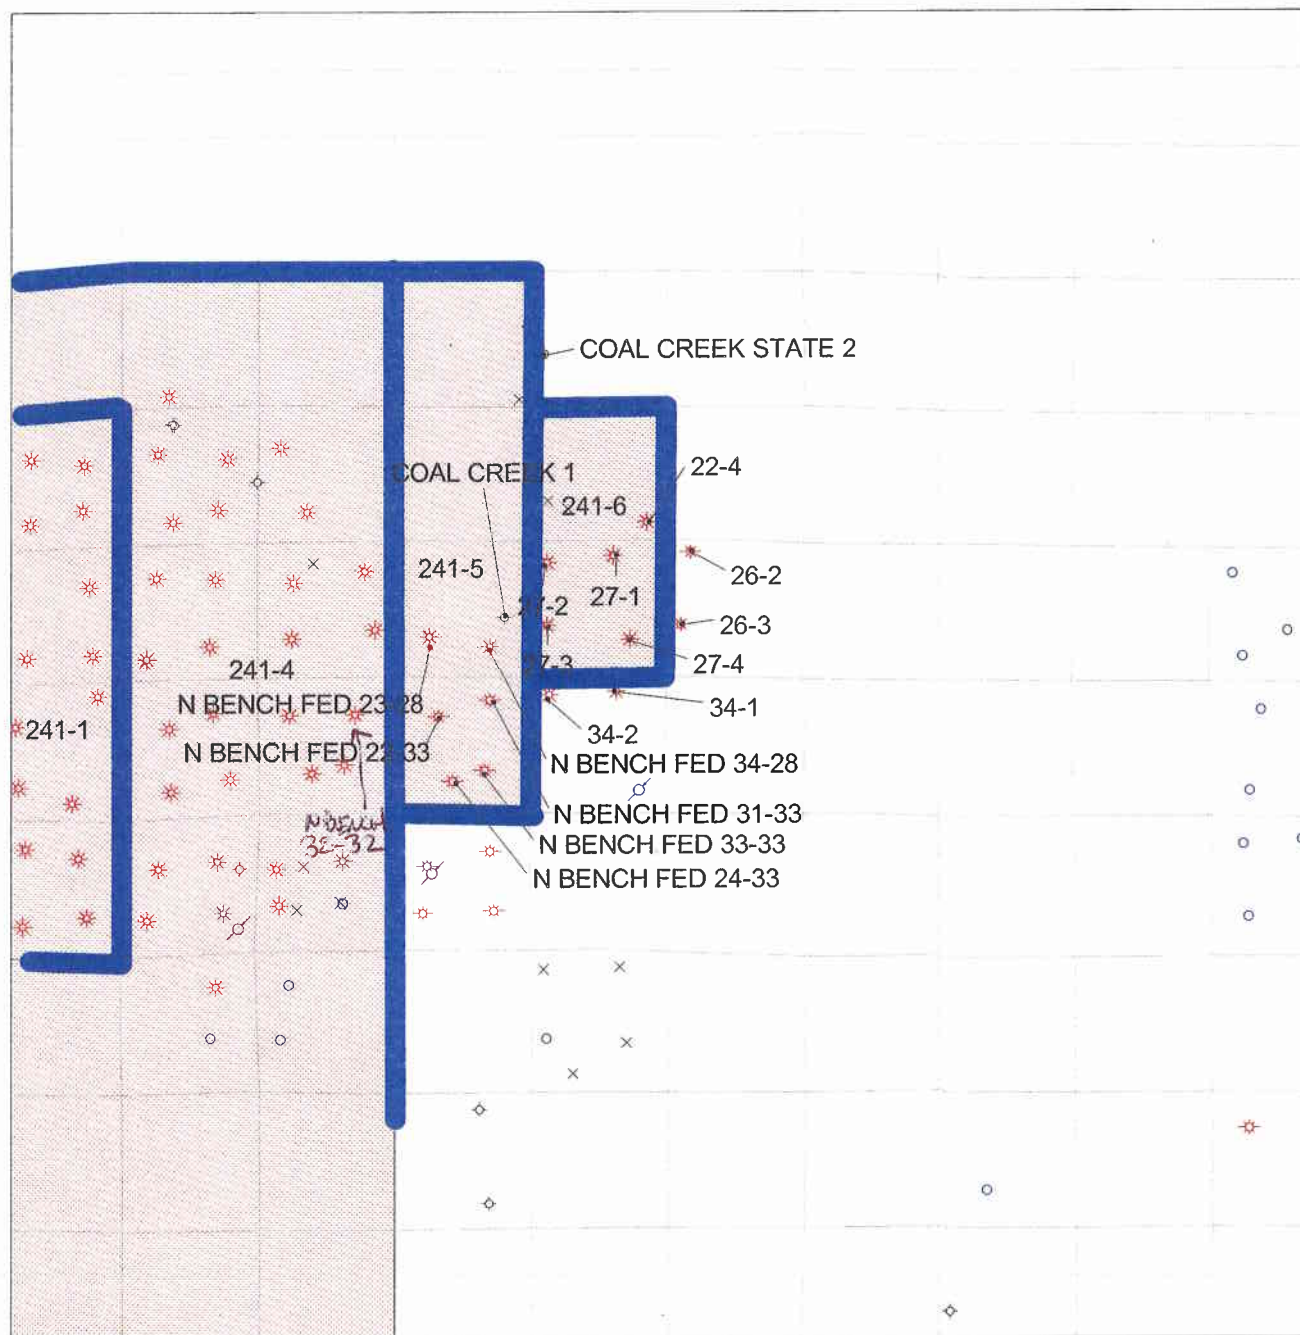 COAL CREEK STATE 2
22-4
COAL CREEK 1
241-6
241-5
26-2
27-2
27-1
26-3
27-3
27-4
241-4
N BENCH FED 23-28
34-1
241-1
34-2
N BENCH FED 22-33
N BENCH FED 34-28
N BENCH FED 31-33
N BENCH
32-32
N BENCH FED 33-33
N BENCH FED 24-33